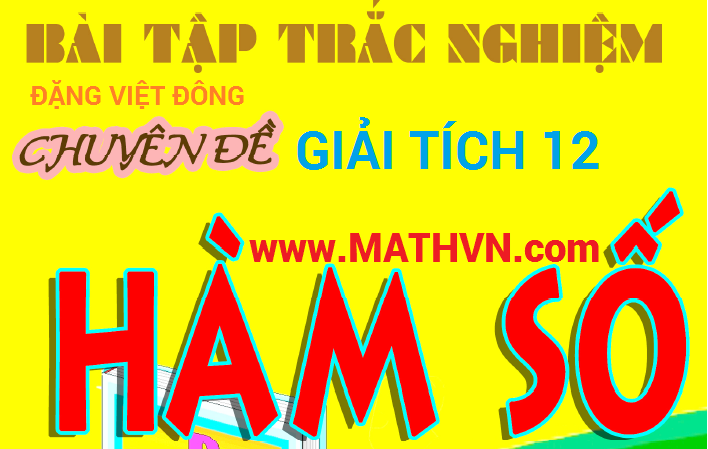 BÀI TẬP TRẮC NGHIỆM
ĐẶNG VIỆT ĐÔNG
CHUYÊN ĐỀ GIẢI TÍCH 12
www.MATHVN.com
HÀM SỐ